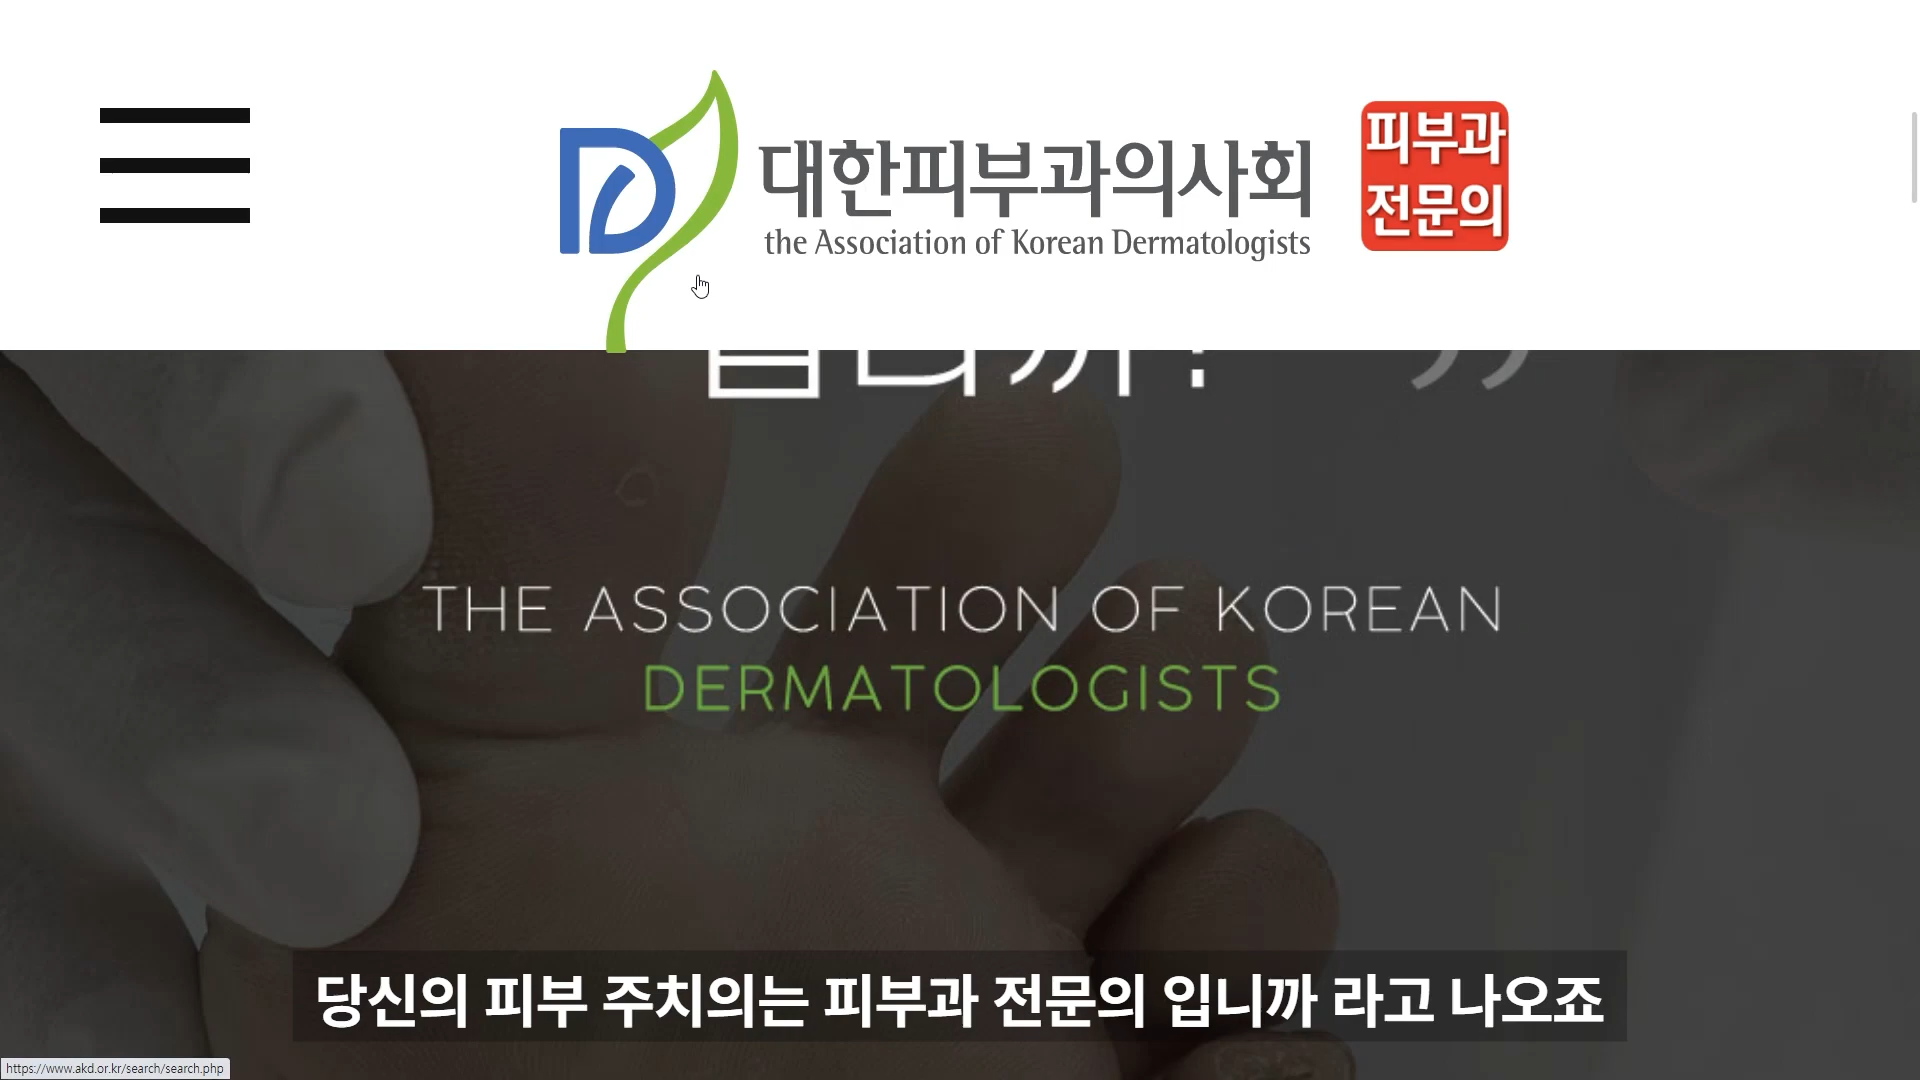 대한피부과의사회
the Association of Korean Dermatologists
피부과
전문의
니까?
THE ASSOCIATION OF KOREAN
DERMATOLOGISTS
당신의 피부 주치의는 피부과 전문의 입니까 라고 나오죠
https://www.akd.or.kr/search/search.php